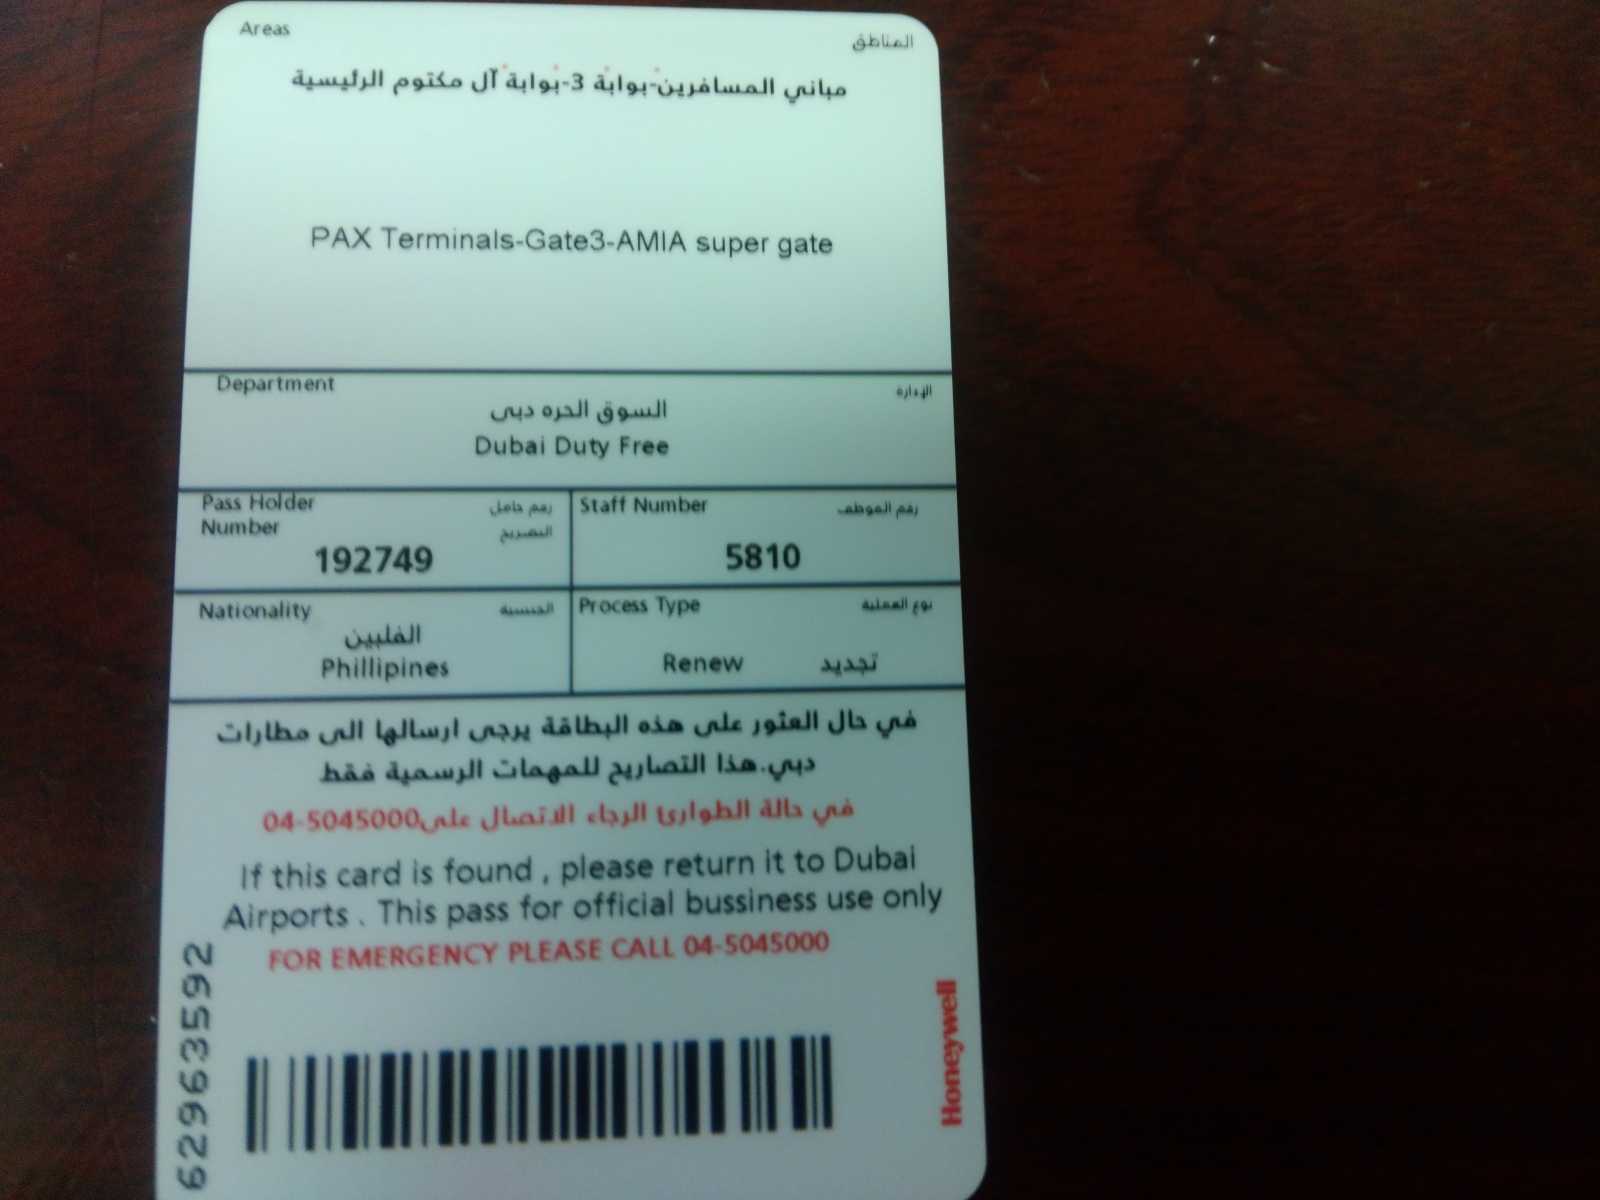 Areas
المناطق
مباني المسافرين-بوابة 3-بوابة آل مكتوم الرئيسية
PAX Terminals-Gate3-AMIA super gate
Department
الإدارة
السوق الحره دبى
Dubai Duty Free
Pass Holder
Number
رقم حامل
التصريح
192749
Staff Number
رقم الموظف
5810
Nationality
الجنسية
الفلبين
Phillipines
Process Type
نوع العملية
Renew تجديد
في حال العثور على هذه البطاقة يرجى ارسالها الى مطارات
دبي.هذا التصاريح للمهمات الرسمية فقط
في حالة الطوارئ الرجاء الاتصال على04-5045000
If this card is found , please return it to Dubai
Airports . This pass for official bussiness use only
FOR EMERGENCY PLEASE CALL 04-5045000
62963592
Honeywell